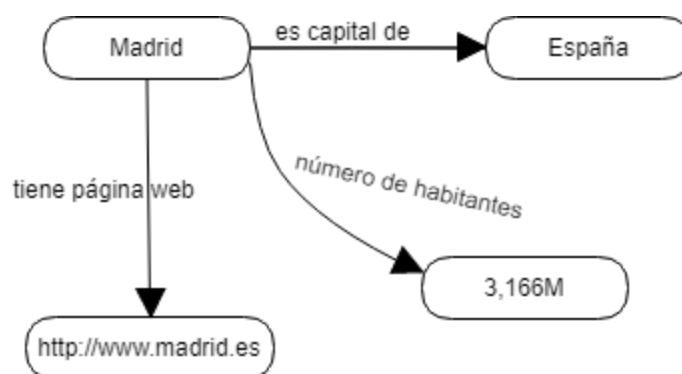 Madrid
es capital de
España
número de habitantes
tiene página web
3,166M
http://www.madrid.es